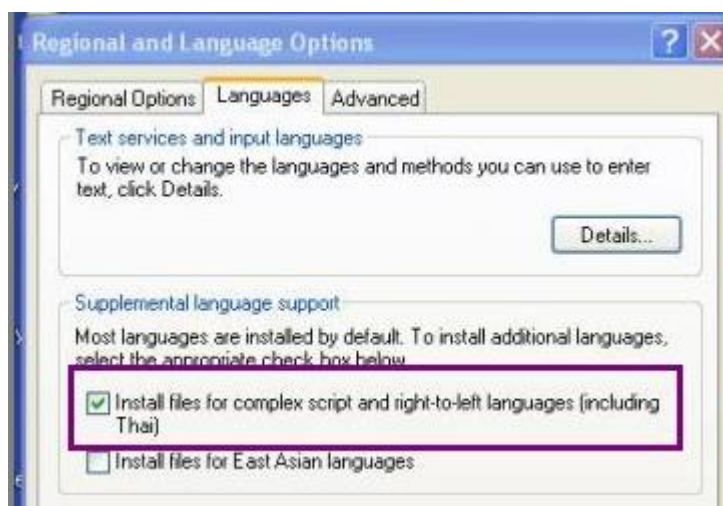 Regional and Language Options
Regional Options Languages Advanced
Text services and input languages
To view or change the languages and methods you can use to enter
text, click Details.
Details...
Supplemental language support
Most languages are installed by default. To install additional languages,
select the appropriate check box below.
Install files for complex script and right-to-left languages (including
Thai)
Install files for East Asian languages